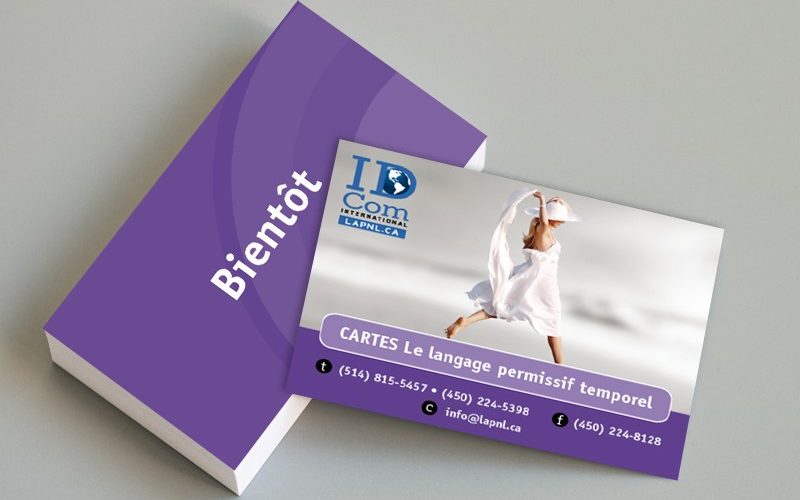 Bientôt
ID
Com
INTERNATIONAL
LAPNL.CA
CARTES Le langage permissif temporel
t (514) 815-5457 • (450) 224-5398
c info@lapnl.ca f (450) 224-8128